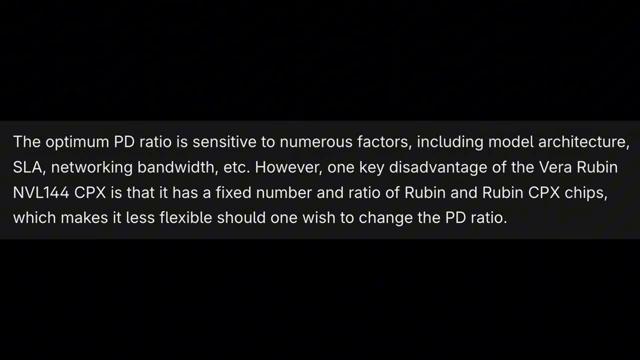 The optimum PD ratio is sensitive to numerous factors, including model architecture,
SLA, networking bandwidth, etc. However, one key disadvantage of the Vera Rubin
NVL144 CPX is that it has a fixed number and ratio of Rubin and Rubin CPX chips,
which makes it less flexible should one wish to change the PD ratio.